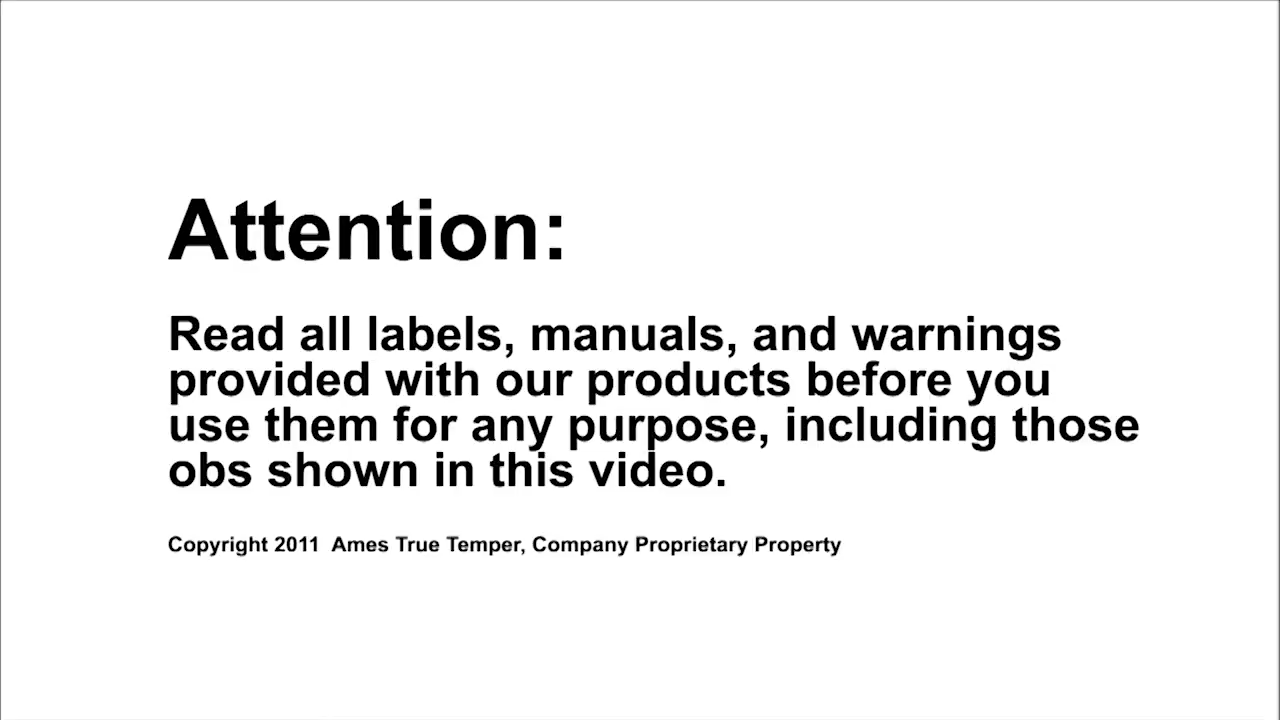 Attention:
Read all labels, manuals, and warnings
provided with our products before you
use them for any purpose, including those
obs shown in this video.
Copyright 2011  Ames True Temper, Company Proprietary Property